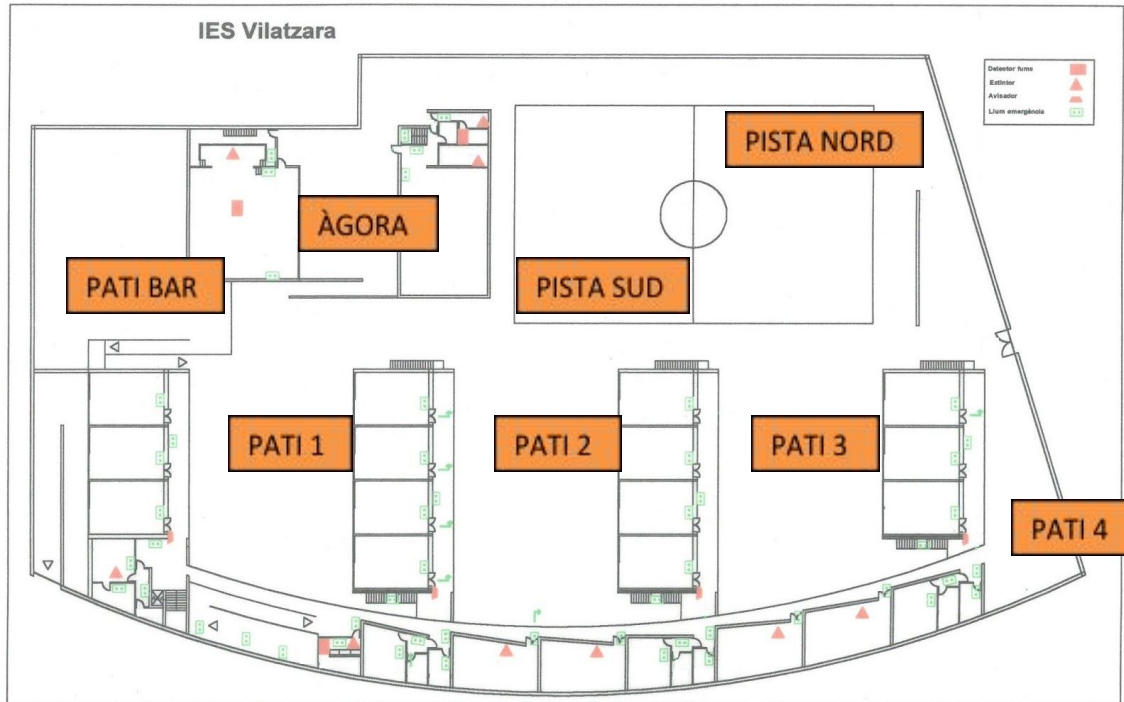 IES Vilatzara
Detector fums
Extintor
Avisador
Llum emergència
PISTA NORD
ÀGORA
PATI BAR
PISTA SUD
PATI 1
PATI 2
PATI 3
PATI 4